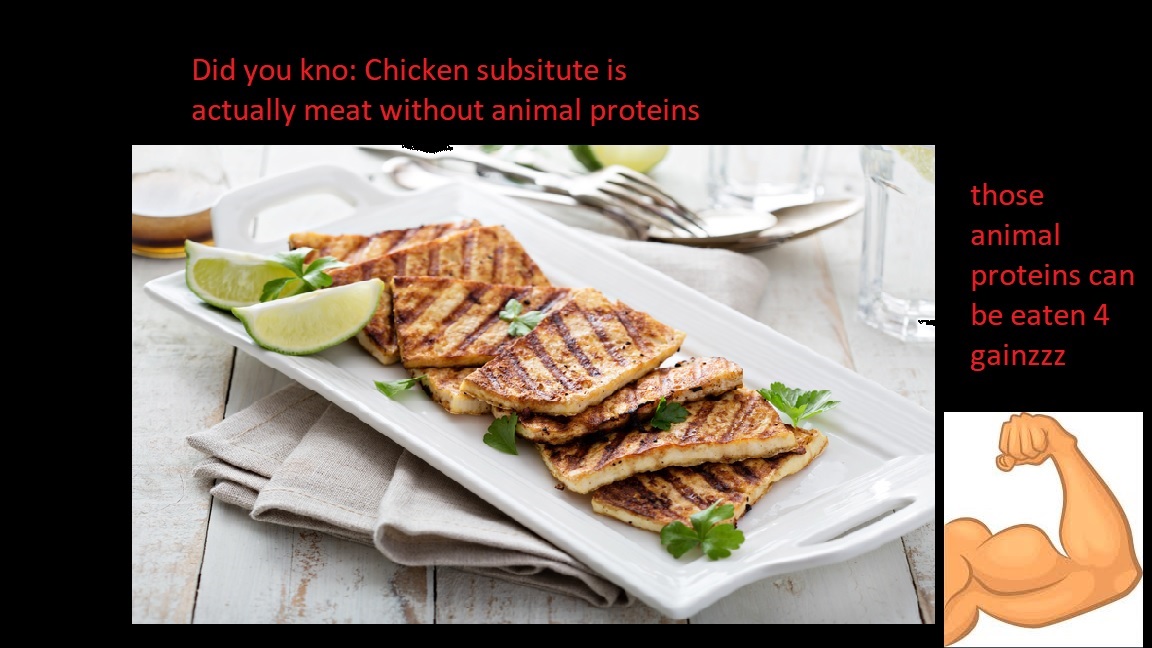 Did you kno: Chicken subsitute is
actually meat without animal proteins
those
animal
proteins can
be eaten 4
gainzzz